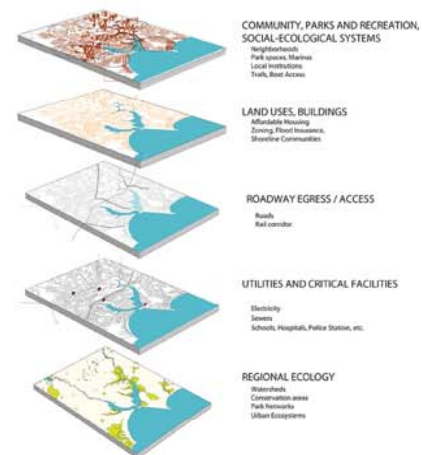 COMMUNITY, PARKS AND RECREATION,
SOCIAL-ECOLOGICAL SYSTEMS
Neighborhoods
Park spaces, Marinas
Local Institutions
Trails, Boat Access
LAND USES, BUILDINGS
Affordable Housing
Zoning, Flood Insurance,
Shoreline Communities
ROADWAY EGRESS / ACCESS
Roads
Rail corridor
UTILITIES AND CRITICAL FACILITIES
Electricity
Sewers
Schools, Hospitals, Police Station, etc.
REGIONAL ECOLOGY
Watersheds
Conservation areas
Park Networks
Urban Ecosystems